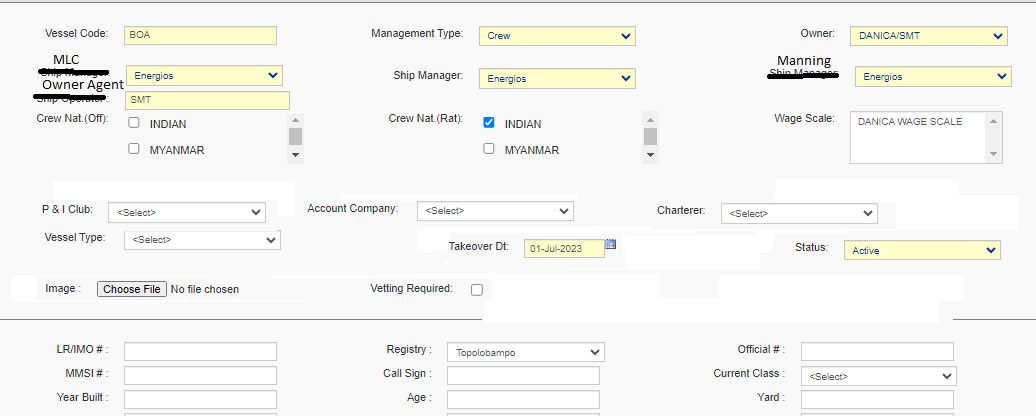 Vessel Code: BOA Management Type: Crew Owner: DANICA/SMT
MLC Manning
Ship Manager Energios Ship Manager: Energios Ship Manager Energios
Owner Agent
Ship Operator : SMT
Crew Nat.(Off): INDIAN Crew Nat.(Rat): INDIAN Wage Scale: DANICA WAGE SCALE
MYANMAR MYANMAR
P & I Club: <Select> Account Company: <Select> Charterer: <Select>
Vessel Type: <Select> Takeover Dt: 01-Jul-2023 Status: Active
Image : Choose File No file chosen Vetting Required:
LR/IMO # : Registry : Topolobampo Official # :
MMSI # : Call Sign : Current Class : <Select>
Year Built : Age : Yard :